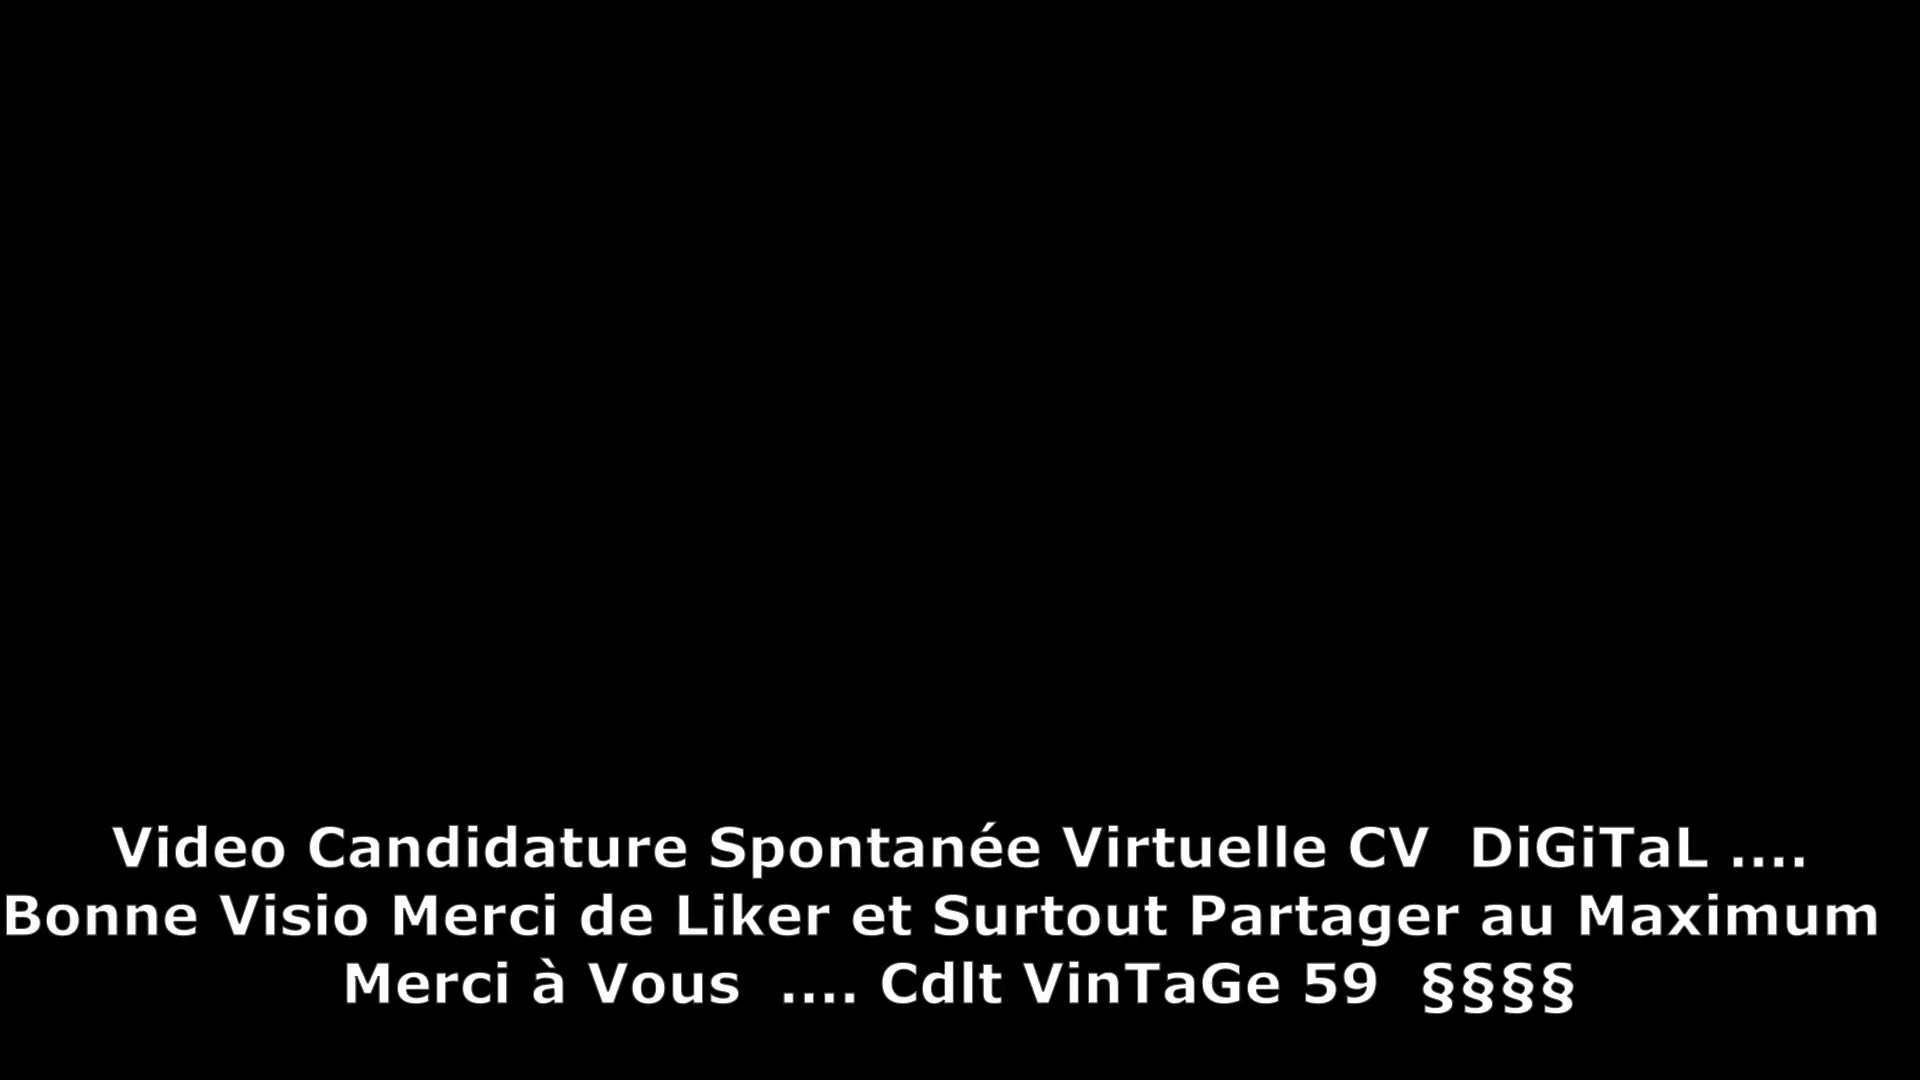 Video Candidature Spontanée Virtuelle CV  DiGiTaL ....
Bonne Visio Merci de Liker et Surtout Partager au Maximum
Merci à Vous  .... Cdlt VinTaGe 59  §§§§